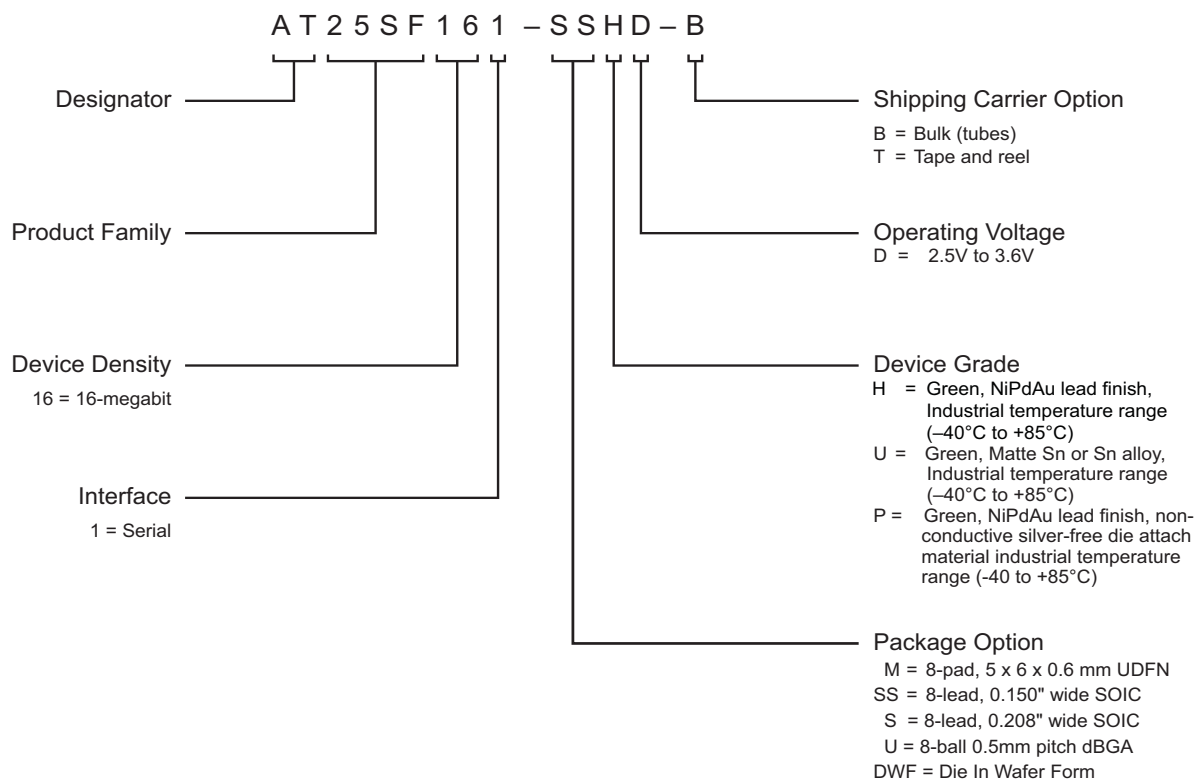 AT25SF161–SSHD–B
Designator
Product Family
Device Density
16 = 16-megabit
Interface
1 = Serial
Shipping Carrier Option
B = Bulk (tubes)
T = Tape and reel
Operating Voltage
D = 2.5V to 3.6V
Device Grade
H = Green, NiPdAu lead finish,
Industrial temperature range
(–40°C to +85°C)
U = Green, Matte Sn or Sn alloy,
Industrial temperature range
(–40°C to +85°C)
P = Green, NiPdAu lead finish, non-
conductive silver-free die attach
material industrial temperature
range (-40 to +85°C)
Package Option
M = 8-pad, 5 x 6 x 0.6 mm UDFN
SS = 8-lead, 0.150" wide SOIC
S = 8-lead, 0.208" wide SOIC
U = 8-ball 0.5mm pitch dBGA
DWF = Die In Wafer Form